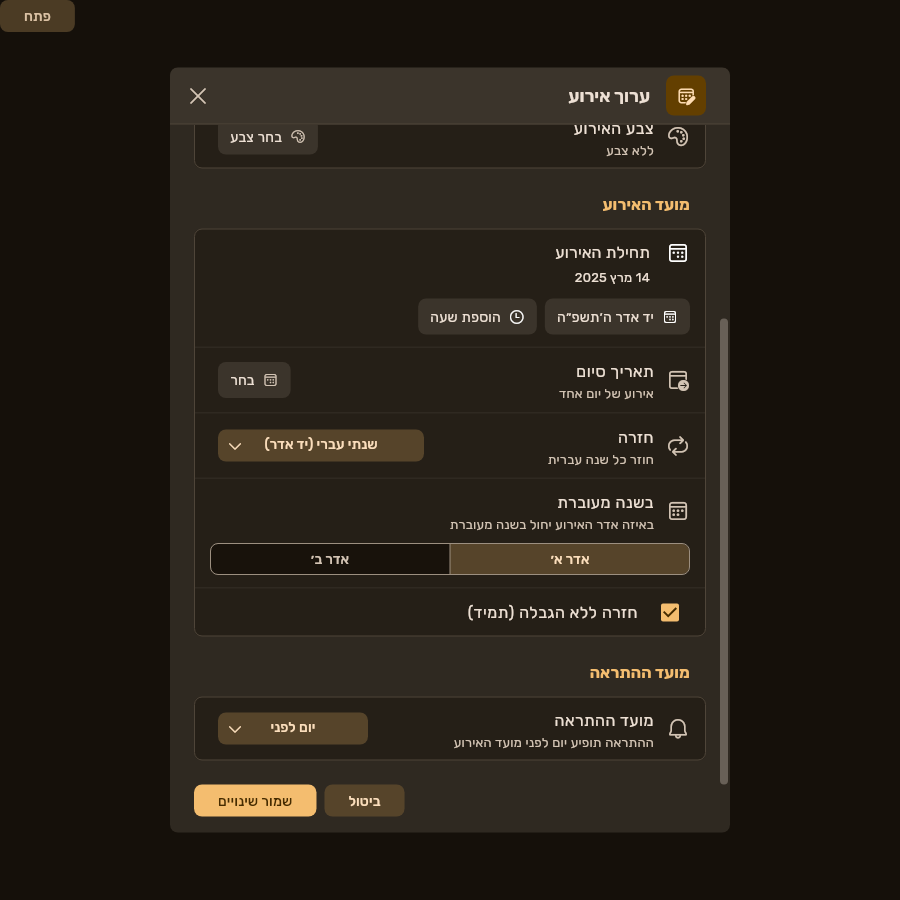 פתח
ערוך אירוע
צבע האירוע
ללא צבע
בחר צבע
מועד האירוע
תחילת האירוע
14 מרץ 2025
יד אדר ה׳תשפ״ה
הוספת שעה
תאריך סיום
אירוע של יום אחד
בחר
חזרה
חוזר כל שנה עברית
שנתי עברי (יד אדר)
בשנה מעוברת
באיזה אדר האירוע יחול בשנה מעוברת
אדר א׳
אדר ב׳
חזרה ללא הגבלה (תמיד)
מועד ההתראה
מועד ההתראה
ההתראה תופיע יום לפני מועד האירוע
יום לפני
ביטול
שמור שינויים